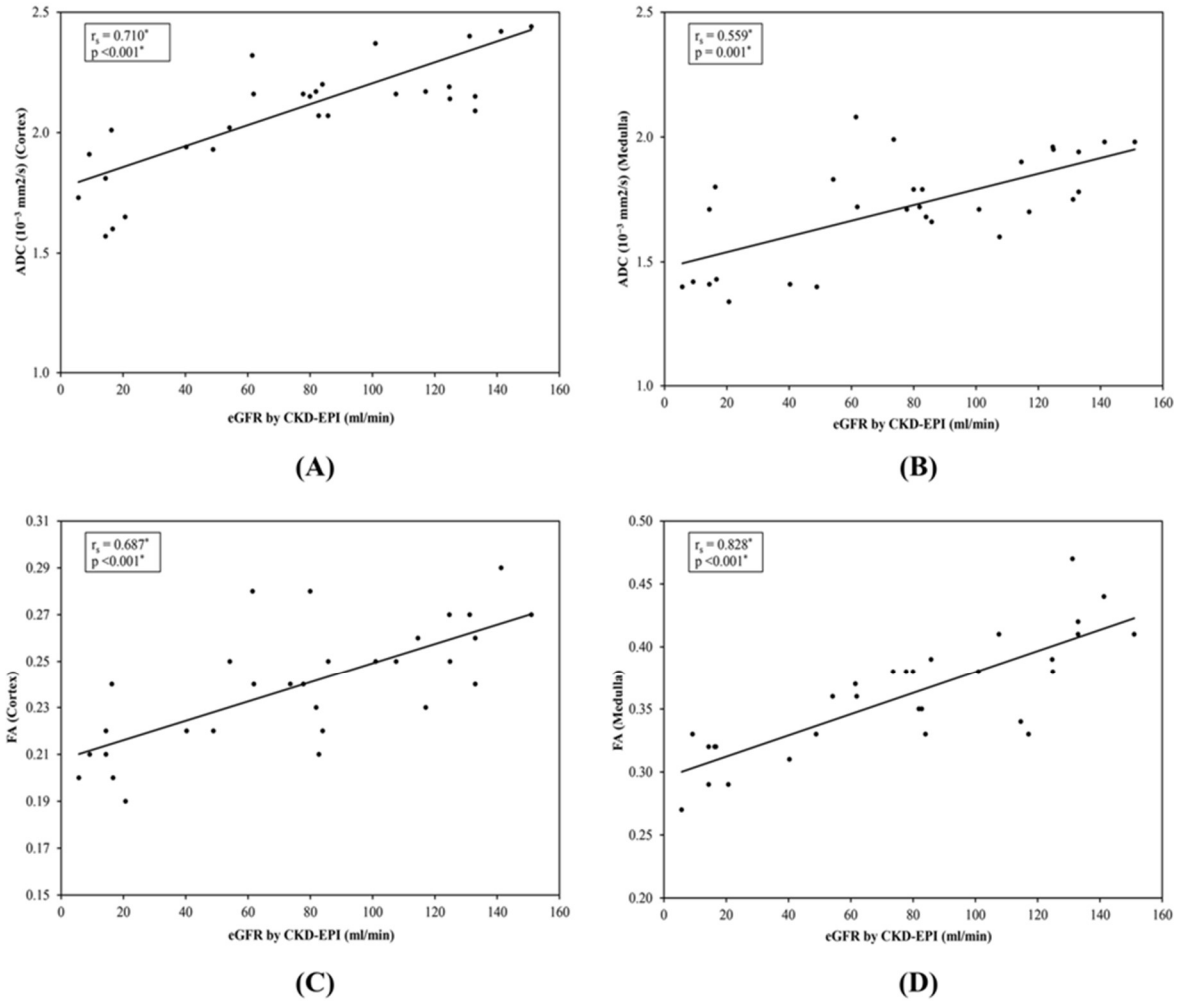 2.5
r_s = 0.710*
p <0.001*
2.0
1.5
1.0
ADC (10⁻³ mm2/s) (Cortex)
0 20 40 60 80 100 120 140 160
eGFR by CKD-EPI (ml/min)
(A)
2.5
r_s = 0.559*
p = 0.001*
2.0
1.5
1.0
ADC (10⁻³ mm2/s) (Medulla)
0 20 40 60 80 100 120 140 160
eGFR by CKD-EPI (ml/min)
(B)
0.31
r_s = 0.687*
p <0.001*
0.29
0.27
0.25
0.23
0.21
0.19
0.17
0.15
FA (Cortex)
0 20 40 60 80 100 120 140 160
eGFR by CKD-EPI (ml/min)
(C)
0.50
r_s = 0.828*
p <0.001*
0.45
0.40
0.35
0.30
0.25
0.20
FA (Medulla)
0 20 40 60 80 100 120 140 160
eGFR by CKD-EPI (ml/min)
(D)